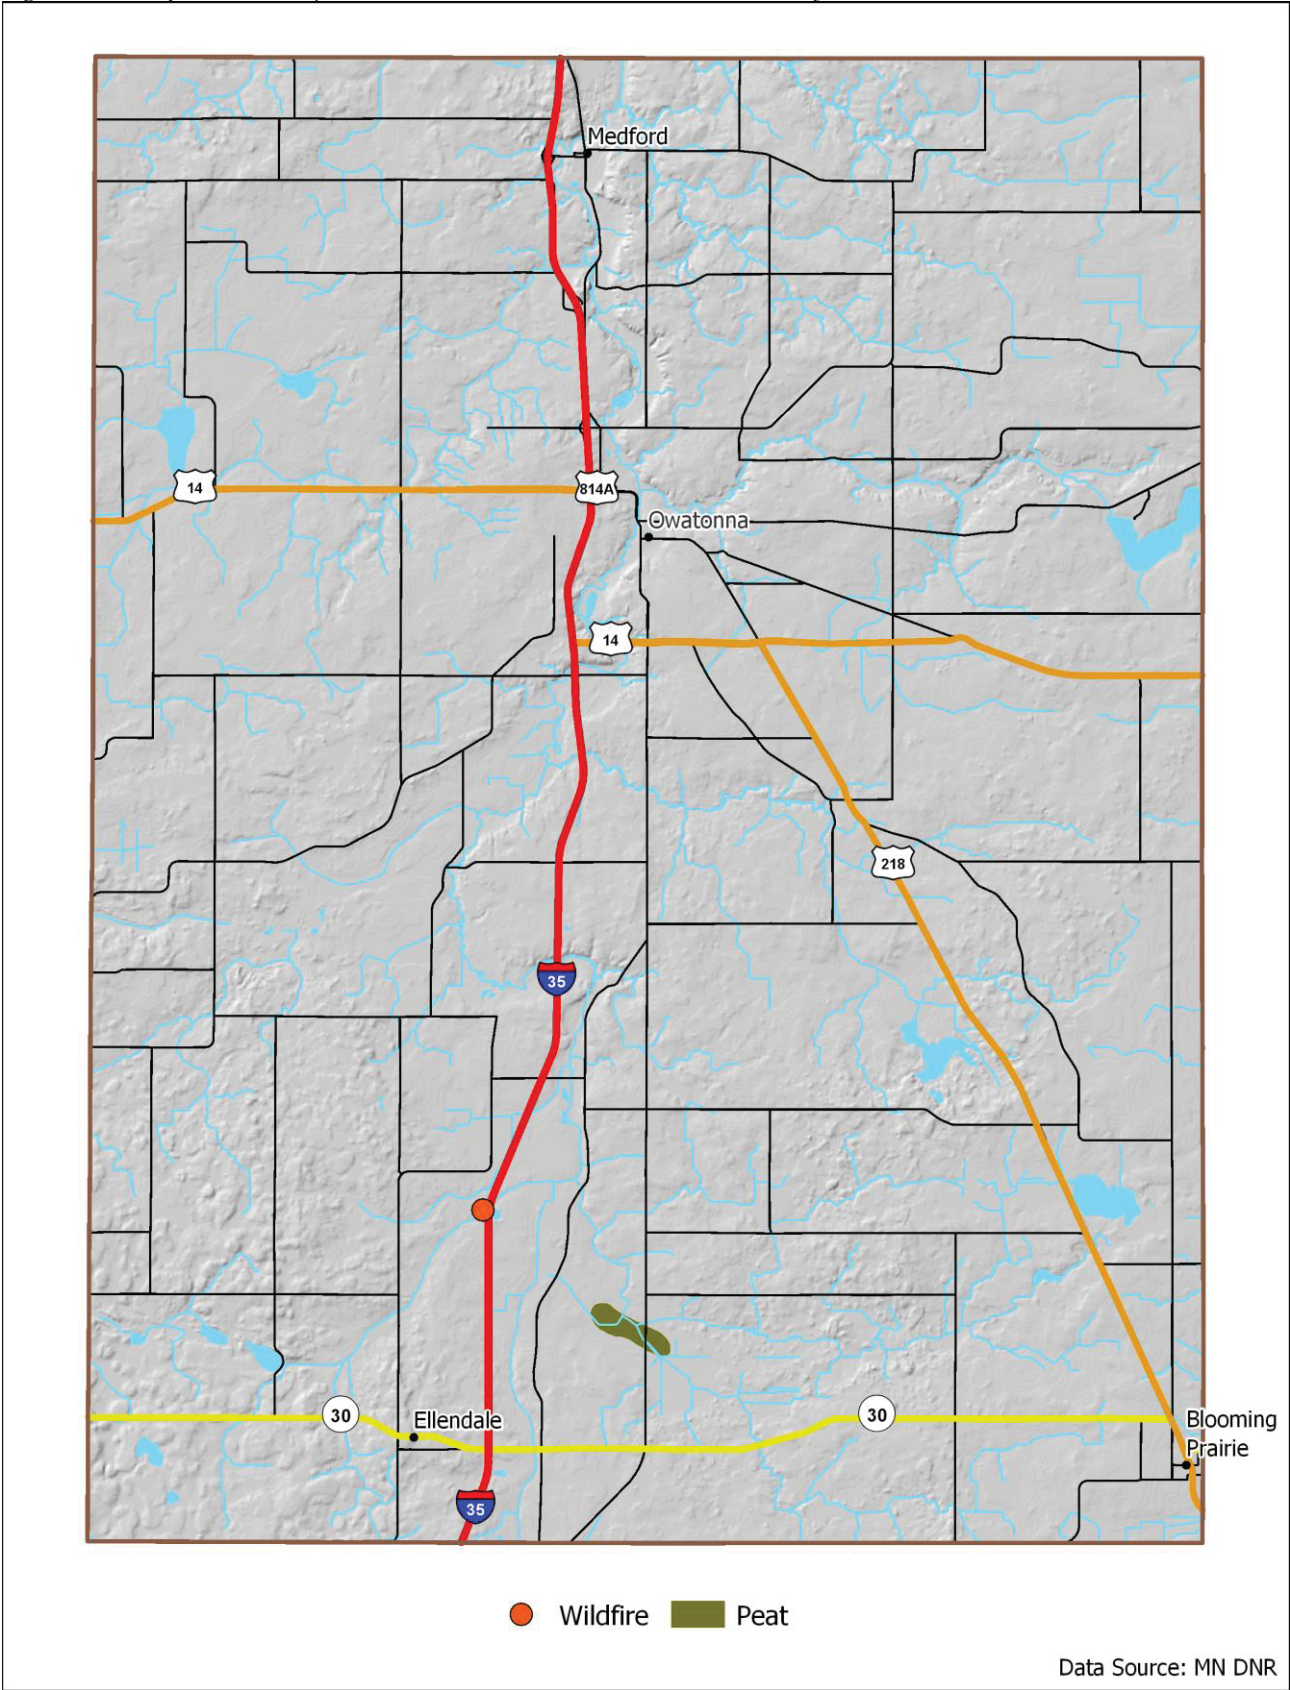 Medford
14
814A
Owatonna
14
218
35
30
Ellendale
30
Blooming
Prairie
35
Wildfire
Peat
Data Source: MN DNR